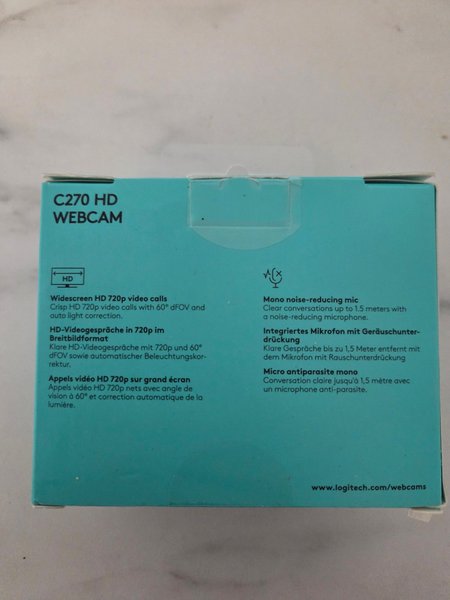 C270 HD
WEBCAM
HD
Widescreen HD 720p video calls
Crisp HD 720p video calls with 60° dFOV and
auto light correction.
HD-Videogespräche in 720p im
Breitbildformat
Klare HD-Videogespräche mit 720p und 60°
dFOV sowie automatischer Beleuchtungskor-
rektur.
Appels vidéo HD 720p sur grand écran
Appels vidéo HD 720p nets avec angle de
vision à 60° et correction automatique de la
lumière.
Mono noise-reducing mic
Clear conversations up to 1,5 meters with
a noise-reducing microphone.
Integriertes Mikrofon mit Geräuschunter-
drückung
Klare Gespräche bis zu 1,5 Meter entfernt mit
dem Mikrofon mit Rauschunterdrückung
Micro antiparasite mono
Conversation claire jusqu'à 1,5 mètre avec
un microphone anti-parasite.
www.logitech.com/webcams